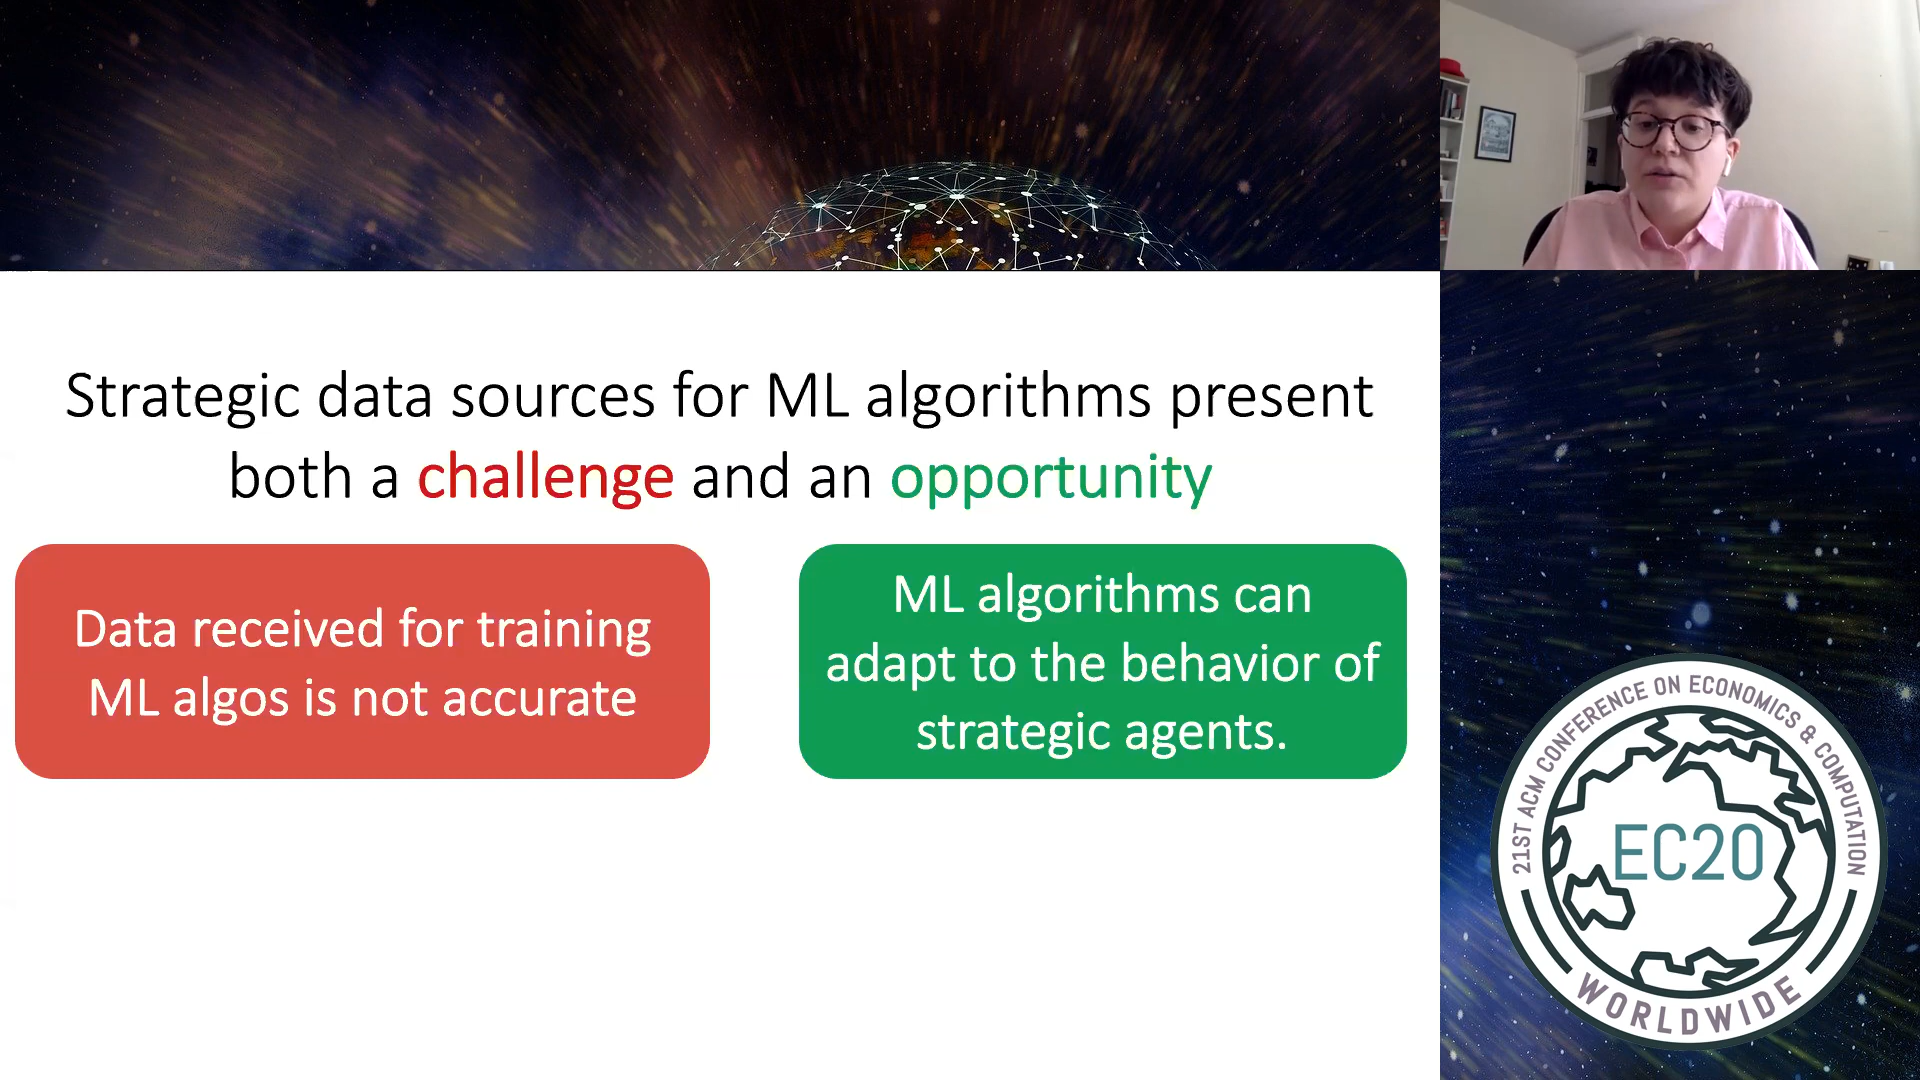 Strategic data sources for ML algorithms present
both a challenge and an opportunity
Data received for training
ML algos is not accurate
ML algorithms can
adapt to the behavior of
strategic agents.
21ST ACM CONFERENCE ON ECONOMICS & COMPUTATION
EC20
WORLDWIDE